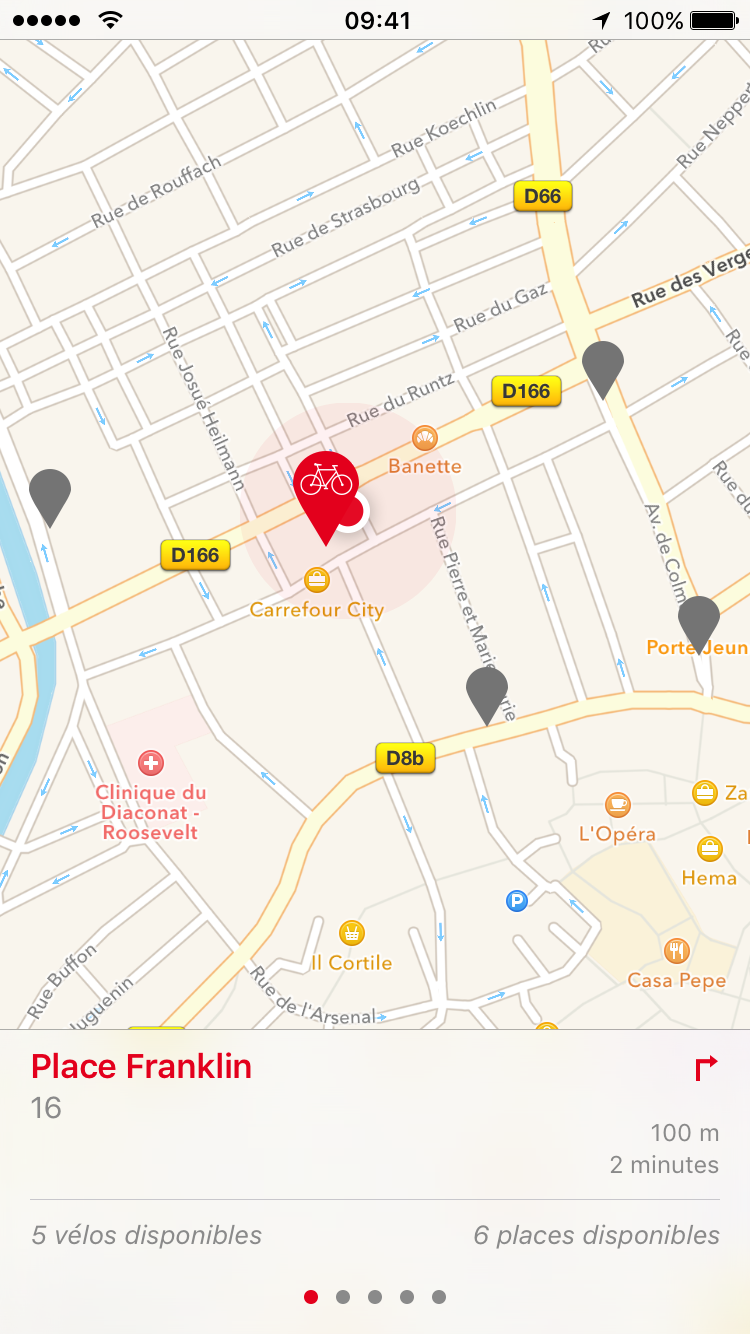 09:41
100%
Rue Koechlin
Rue Neppert
Rue de Rouffach
D66
Rue de Strasbourg
Rue des Verge
Rue du Gaz
Rue Josué Heilmann
D166
Rue du Runtz
Banette
Rue du
D166
Av. de Colm
Rue Pierre et Marie
Carrefour City
Porte Jeun
D8b
Clinique du
Diaconat -
Roosevelt
Za
L'Opéra
Hema
P
Il Cortile
Casa Pepe
Rue Buffon
Huguenin
Rue de l'Arsenal
Place Franklin
16
100 m
2 minutes
5 vélos disponibles
6 places disponibles